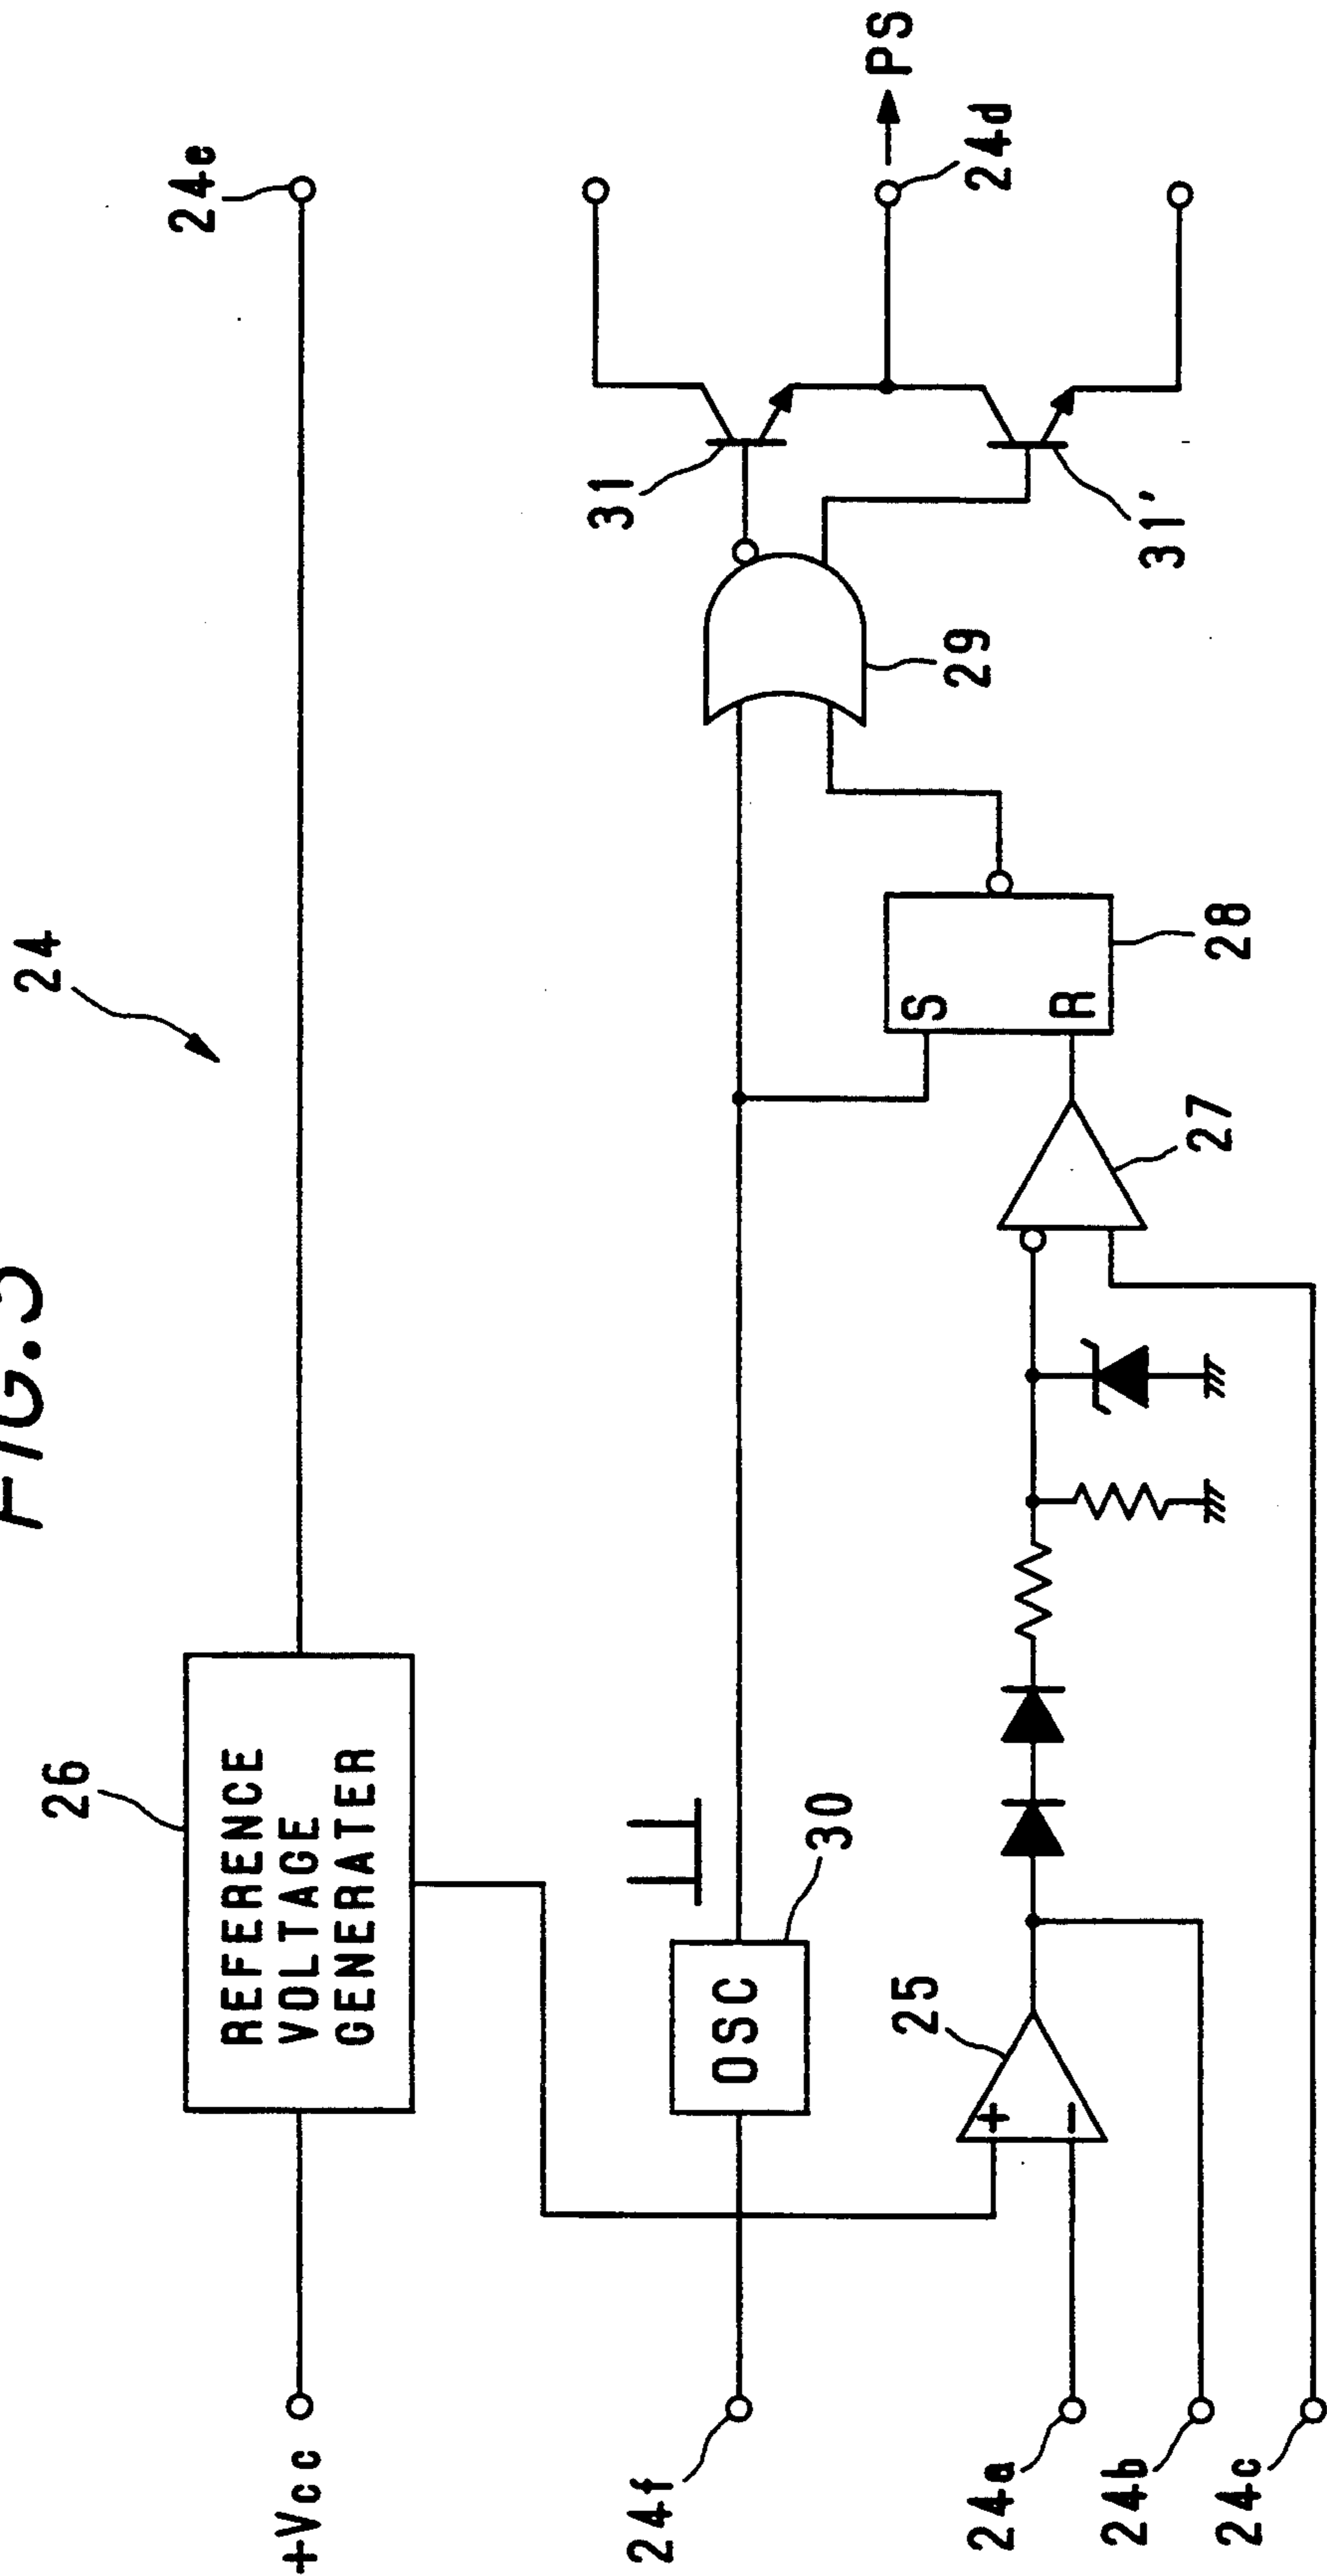 FIG.5
24
26
+Vcc
REFERENCE
VOLTAGE
GENERATER
24e
24f
OSC
30
31
PS
24d
31'
29
S
R
28
27
25
+
-
24a
24b
24c